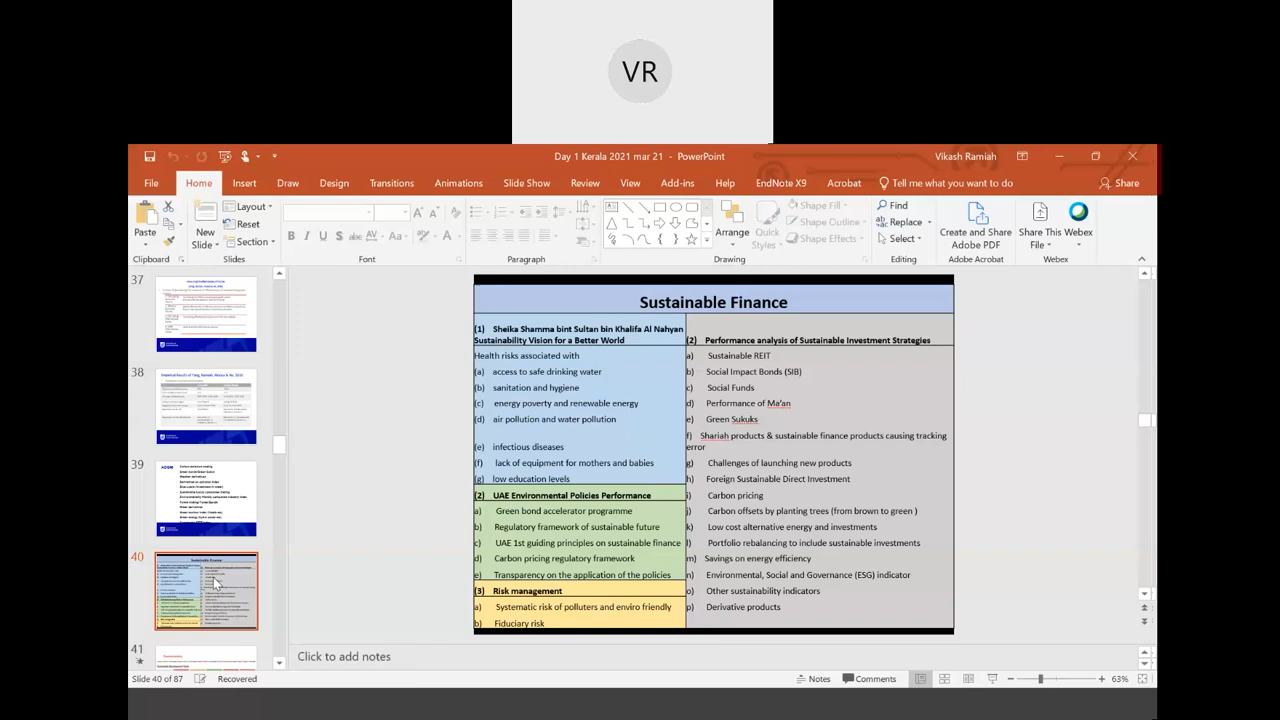 VR
Day 1 Kerala 2021 mar 21 - PowerPoint
Vikash Ramiah
File
Home
Insert
Draw
Design
Transitions
Animations
Slide Show
Review
View
Add-ins
Help
EndNote X9
Acrobat
Tell me what you want to do
Share
Paste
New Slide
Layout
Reset
Section
B I U S abc AV Aa A
Arrange
Quick Styles
Shape Fill
Shape Outline
Shape Effects
Find
Replace
Select
Create and Share Adobe PDF
Share This File
Webex
Clipboard
Slides
Font
Paragraph
Drawing
Editing
Adobe Acrobat
Webex
37
38
39
40
41
Sustainable Finance
(1) Sheika Shamma bint Sultan bin Khalifa Al Nahyan
Sustainability Vision for a Better World
Health risks associated with
(a) access to safe drinking water
(b) sanitation and hygiene
(c) energy poverty and renewable energy
(d) air pollution and water pollution
(e) infectious diseases
(f) lack of equipment for mothers and babies
(g) low education levels
(2) UAE Environmental Policies Performance
a) Green bond accelerator programme
b) Regulatory framework of sustainable future
c) UAE 1st guiding principles on sustainable finance
d) Carbon pricing regulatory framework
e) Transparency on the application of the policies
(3) Risk management
a) Systematic risk of polluters and enviro friendly
b) Fiduciary risk
(2) Performance analysis of Sustainable Investment Strategies
a) Sustainable REIT
b) Social Impact Bonds (SIB)
c) Social Funds
d) Performance of Ma'an
e) Green Sukuks
f) Shariah products & sustainable finance products causing tracking
error
g) Challenges of launching new products
h) Foreign Sustainable Direct Investment
i) Carbon pricing
j) Carbon offsets by planting trees (from brown to green )
k) Low cost alternative energy and investments
l) Portfolio rebalancing to include sustainable investments
m) Savings on energy efficiency
n) Environmental, Social and Governance (ESG) indicator
o) Other sustainability indicators
p) Derivative products
Click to add notes
Slide 40 of 87
Recovered
Notes
Comments
63%